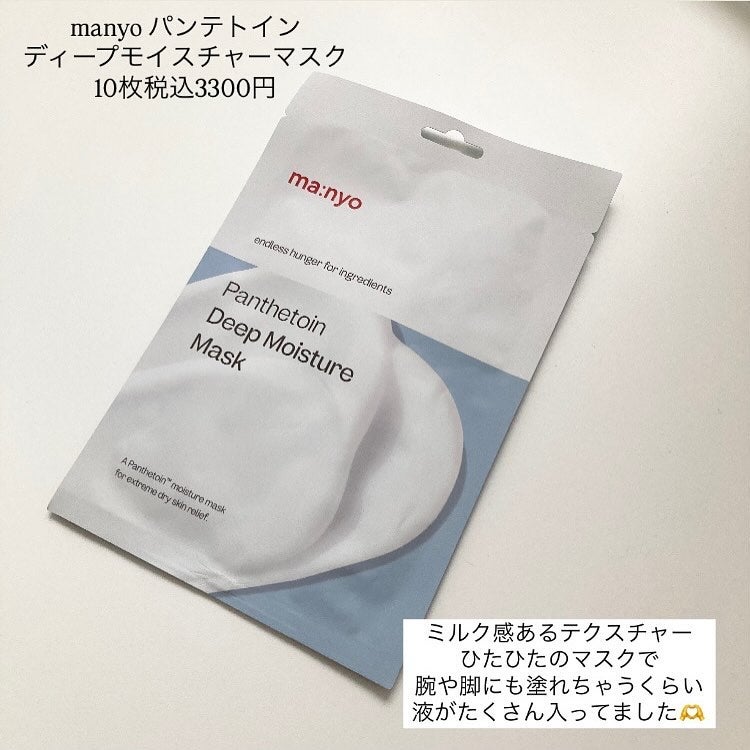 manyo パンテトイン
ディープモイスチャーマスク
10枚税込3300円
ma:nyo
endless hunger for ingredients
Panthetoin
Deep Moisture
Mask
A Panthetoin™ moisture mask
for extreme dry skin relief.
ミルク感あるテクスチャー
ひたひたのマスクで
腕や脚にも塗れちゃうくらい
液がたくさん入ってました🫶